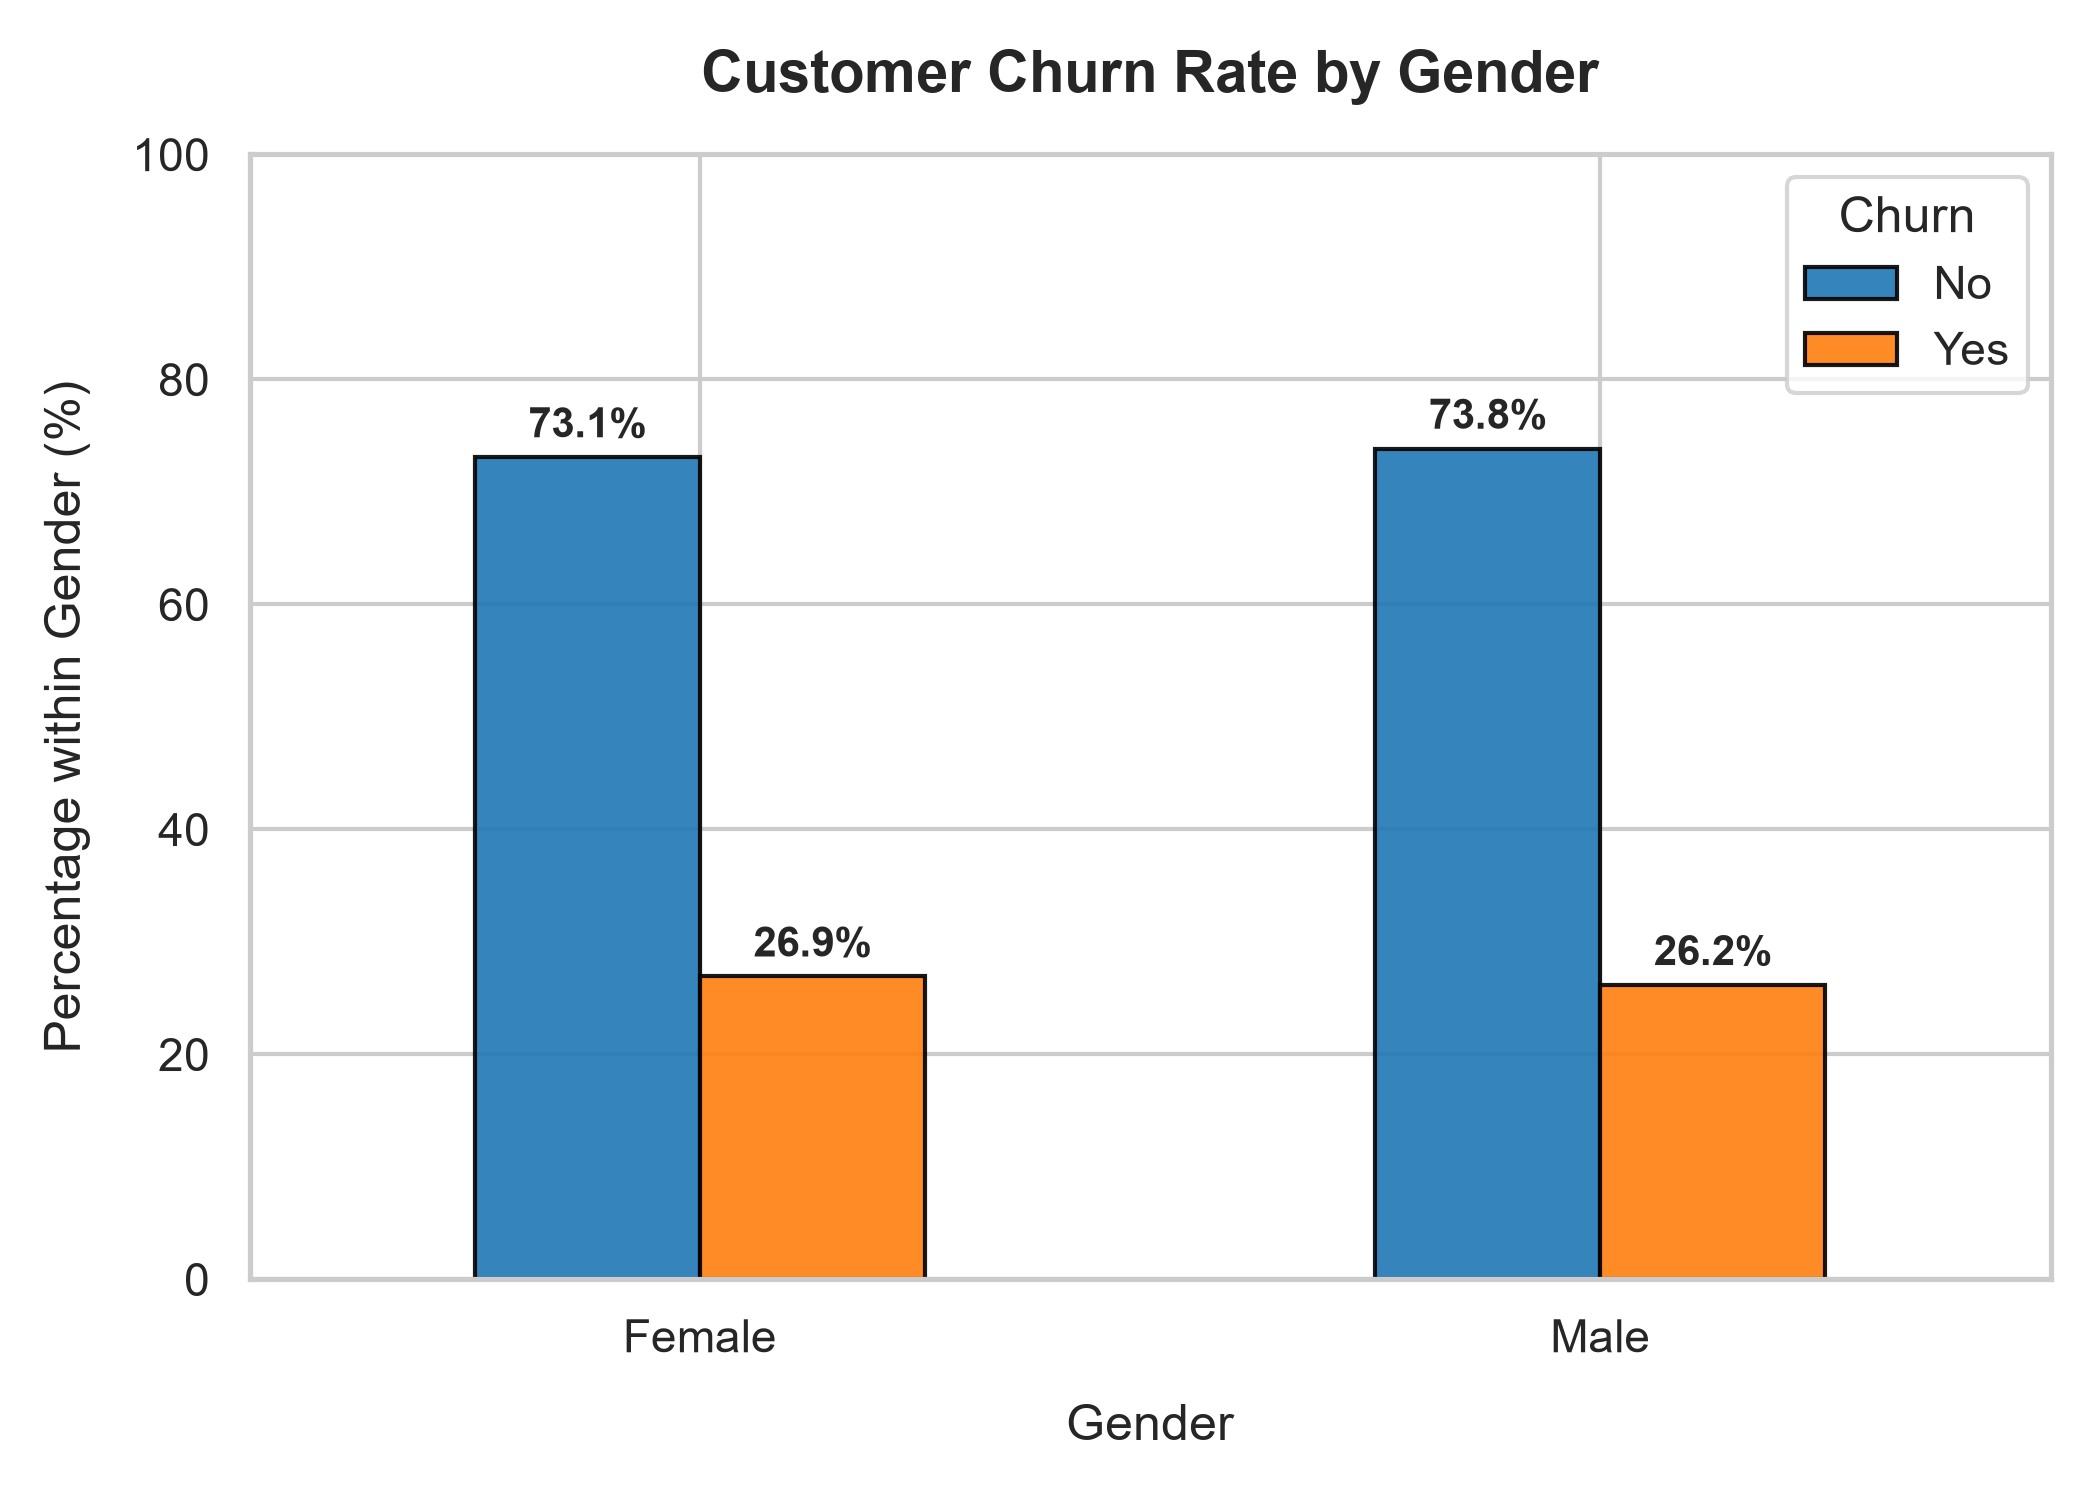 Customer Churn Rate by Gender
100
80
60
40
20
0
Percentage within Gender (%)
Churn
No
Yes
73.1%
26.9%
73.8%
26.2%
Female
Male
Gender